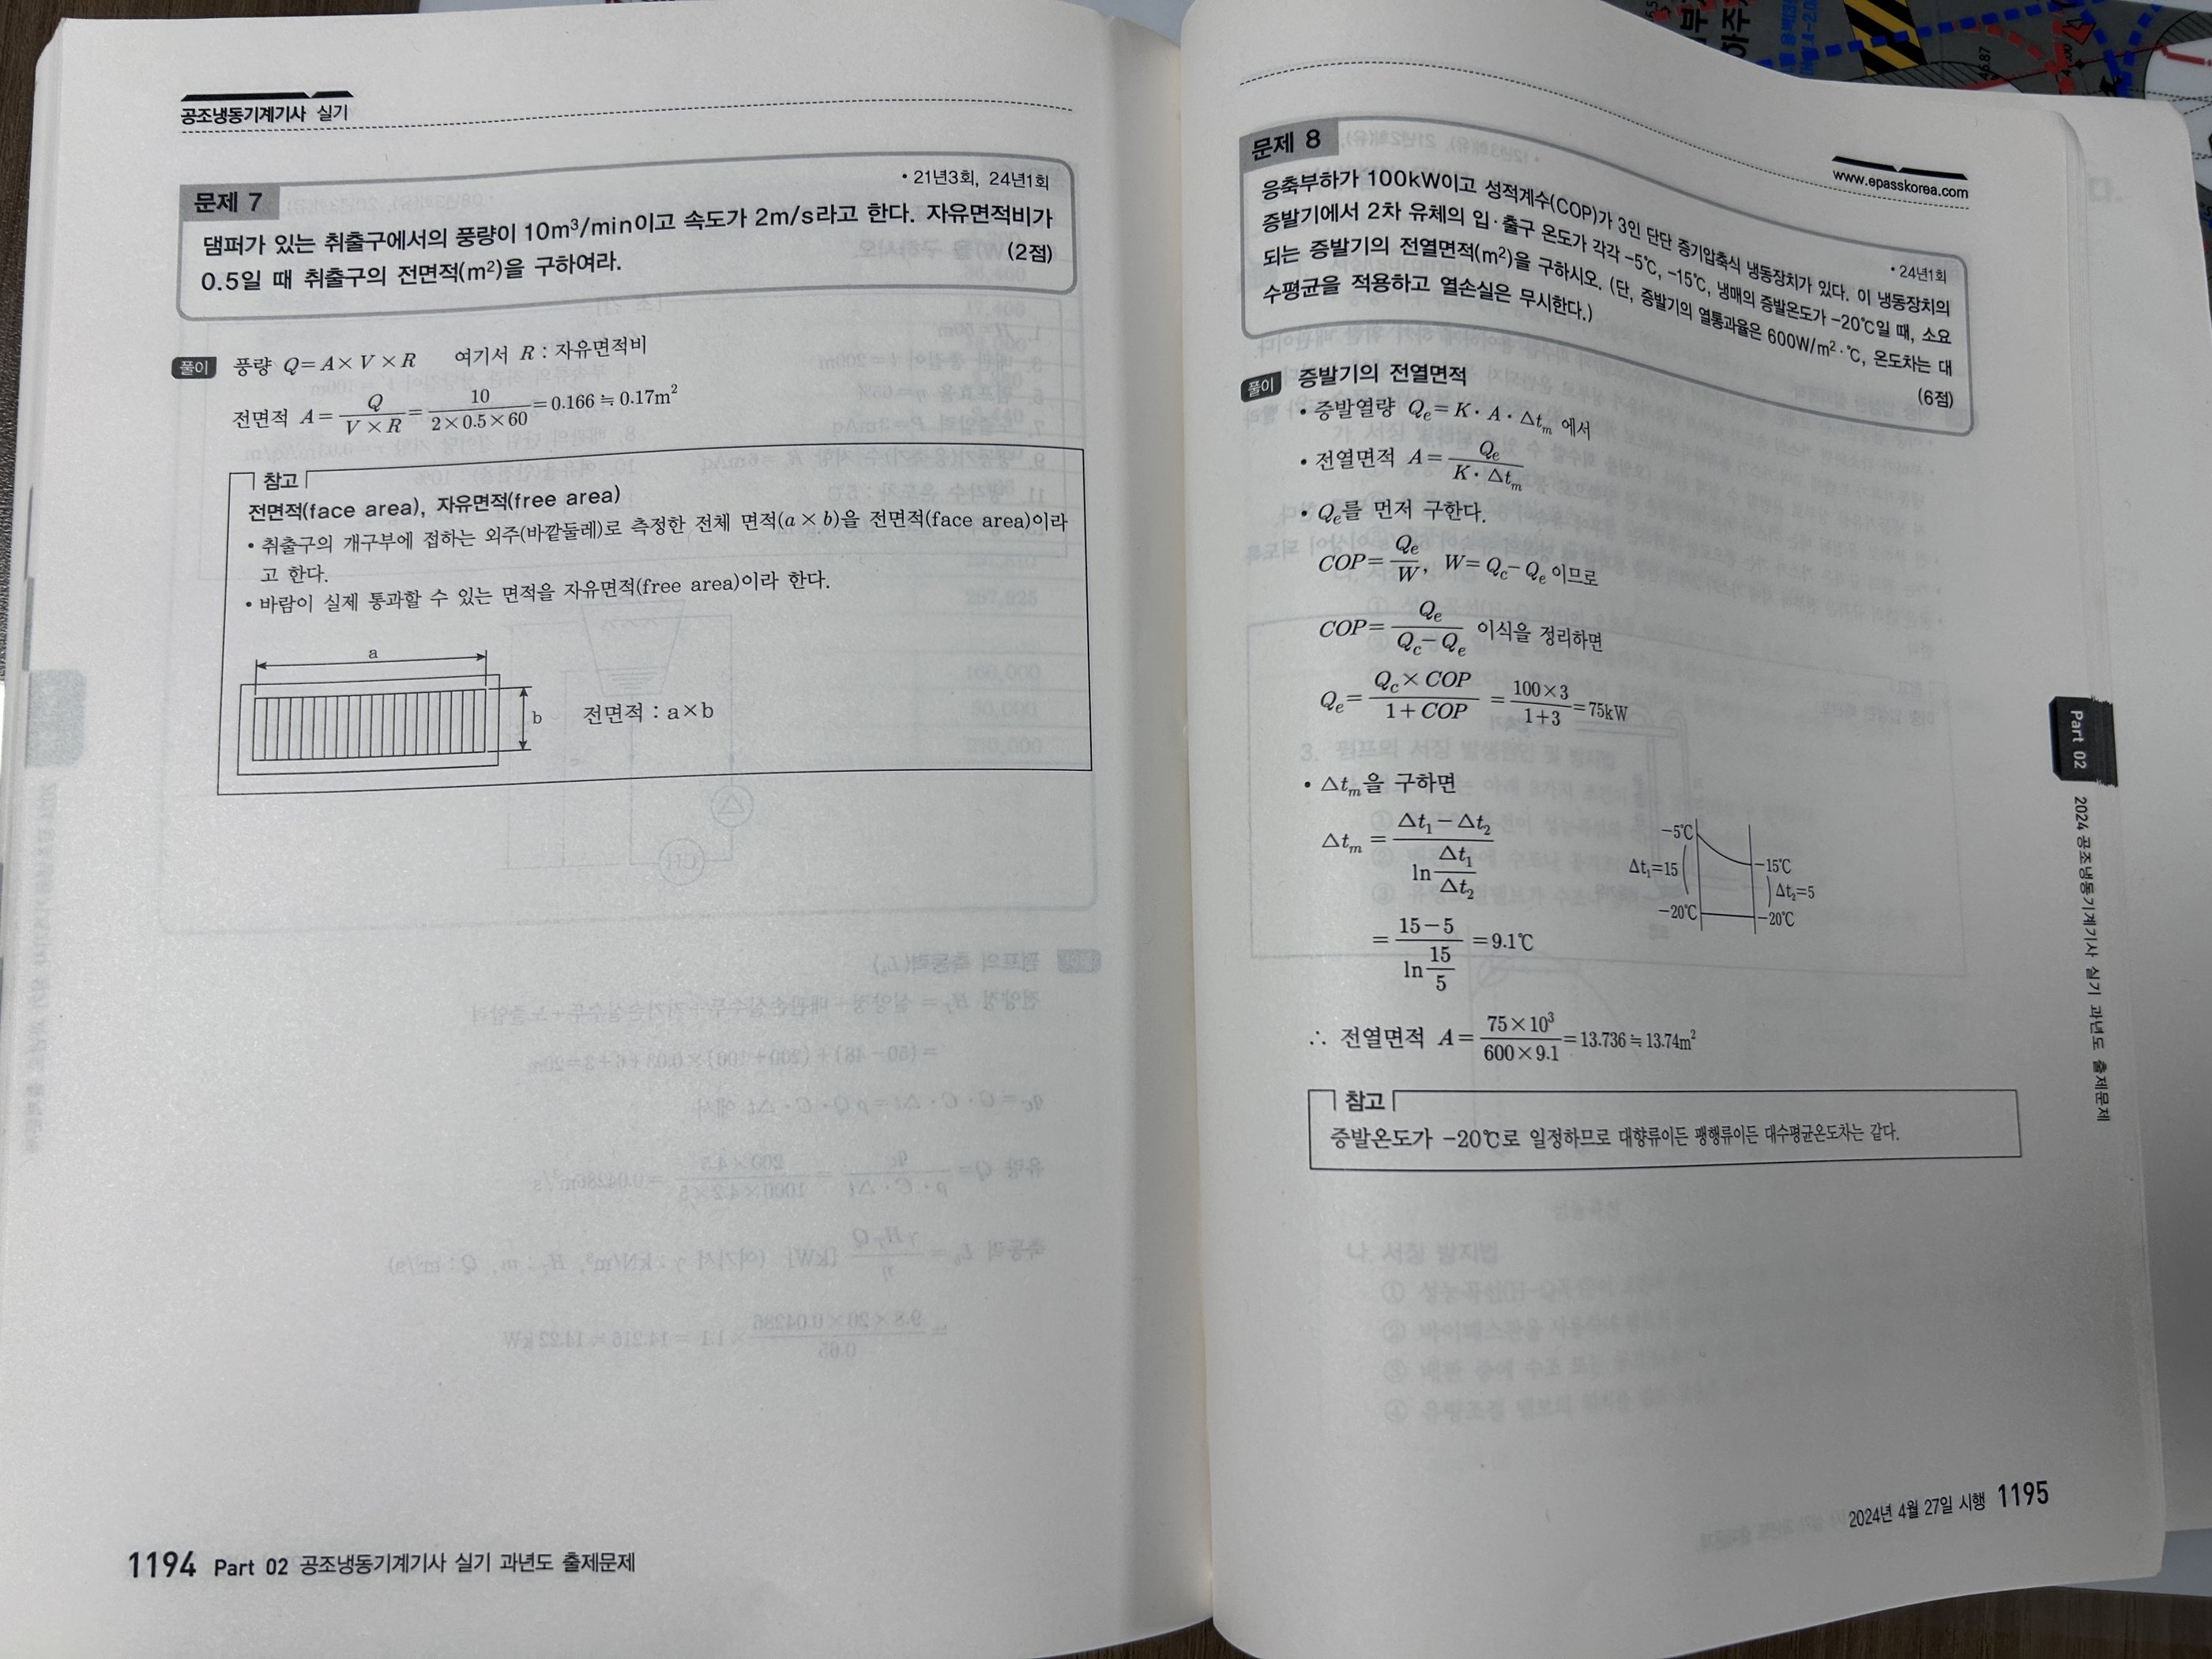 공조냉동기계기사 실기
문제 7
• 21년3회, 24년1회
댐퍼가 있는 취출구에서의 풍량이 10m³/min이고 속도가 2m/s라고 한다. 자유면적비가
0.5일 때 취출구의 전면적(m²)을 구하여라. (2점)
풀이 풍량 Q=A×V×R 여기서 R : 자유면적비
전면적 A = Q/(V×R) = 10/(2×0.5×60) = 0.166 ≒ 0.17m²
참고
전면적(face area), 자유면적(free area)
• 취출구의 개구부에 접하는 외주(바깥둘레)로 측정한 전체 면적(a×b)을 전면적(face area)이라
고 한다.
• 바람이 실제 통과할 수 있는 면적을 자유면적(free area)이라 한다.
a
b
전면적 : a×b
1194 Part 02 공조냉동기계기사 실기 과년도 출제문제
www.epasskorea.com
문제 8
• 24년1회
응축부하가 100kW이고 성적계수(COP)가 3인 단단 증기압축식 냉동장치가 있다. 이 냉동장치의
증발기에서 2차 유체의 입·출구 온도가 각각 -5℃, -15℃, 냉매의 증발온도가 -20℃일 때, 소요
되는 증발기의 전열면적(m²)을 구하시오. (단, 증발기의 열통과율은 600W/m²·℃, 온도차는 대
수평균을 적용하고 열손실은 무시한다.) (6점)
풀이 증발기의 전열면적
• 증발열량 Qe = K·A·Δtm 에서
• 전열면적 A = Qe/(K·Δtm)
• Qe를 먼저 구한다.
COP = Qe/W, W = Qc-Qe 이므로
COP = Qe/(Qc-Qe) 이식을 정리하면
Qe = (Qc×COP)/(1+COP) = (100×3)/(1+3) = 75kW
• Δtm을 구하면
Δtm = (Δt1-Δt2)/(ln Δt1/Δt2)
= (15-5)/(ln 15/5) = 9.1℃
-5℃
-15℃
Δt1=15
Δt2=5
-20℃
-20℃
∴ 전열면적 A = (75×10³)/(600×9.1) = 13.736 ≒ 13.74m²
참고
증발온도가 -20℃로 일정하므로 대향류이든 팽행류이든 대수평균온도차는 같다.
Part 02
2024 공조냉동기계기사 실기 과년도 출제문제
2024년 4월 27일 시행 1195